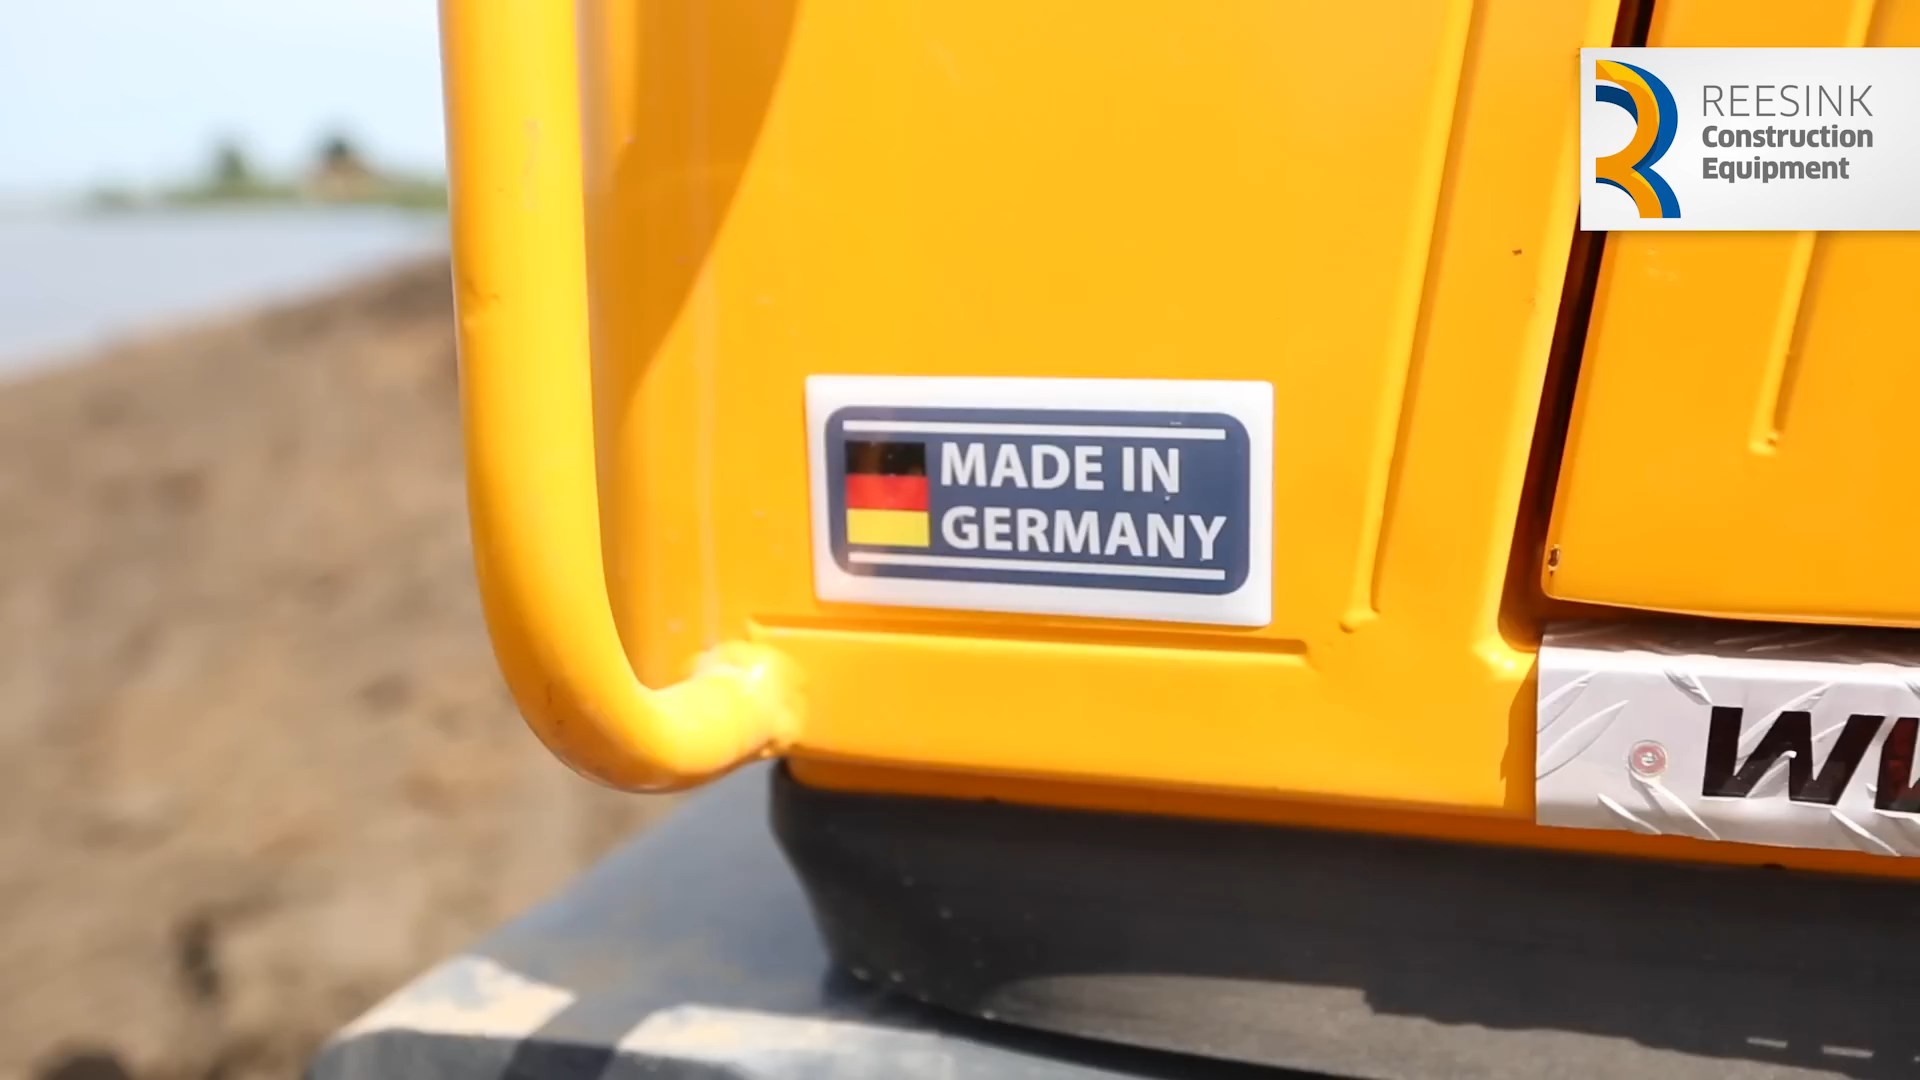 REESINK
Construction
Equipment
MADE IN
GERMANY